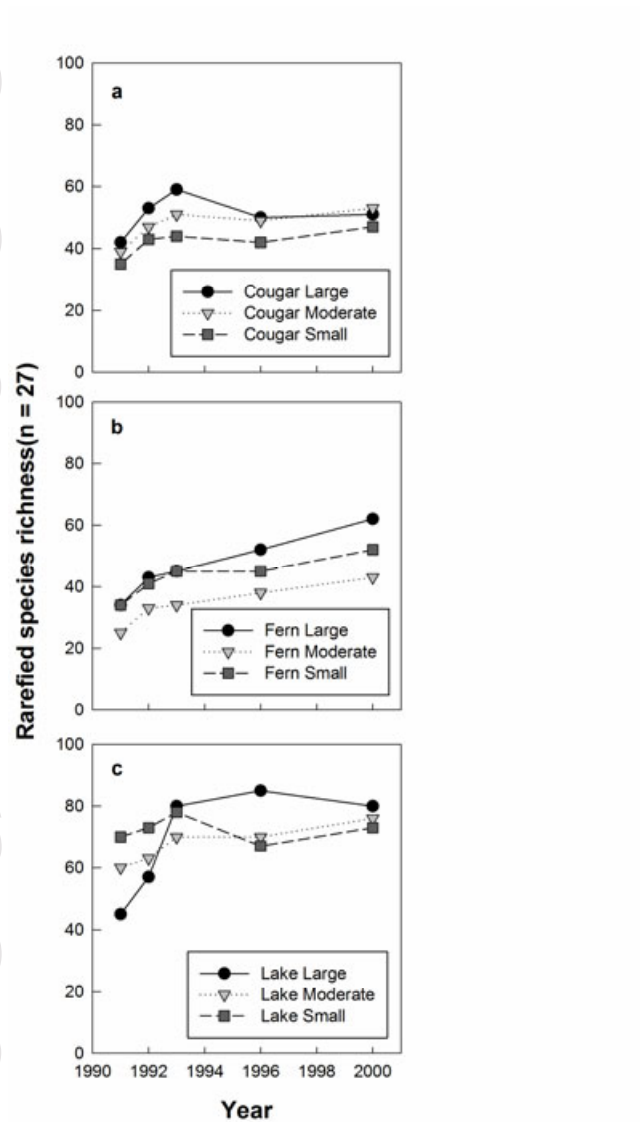 100
a
80
60
40
20
0
Cougar Large
Cougar Moderate
Cougar Small
Rarefied species richness(n = 27)
100
b
80
60
40
20
0
Fern Large
Fern Moderate
Fern Small
100
c
80
60
40
20
0
Lake Large
Lake Moderate
Lake Small
1990 1992 1994 1996 1998 2000
Year